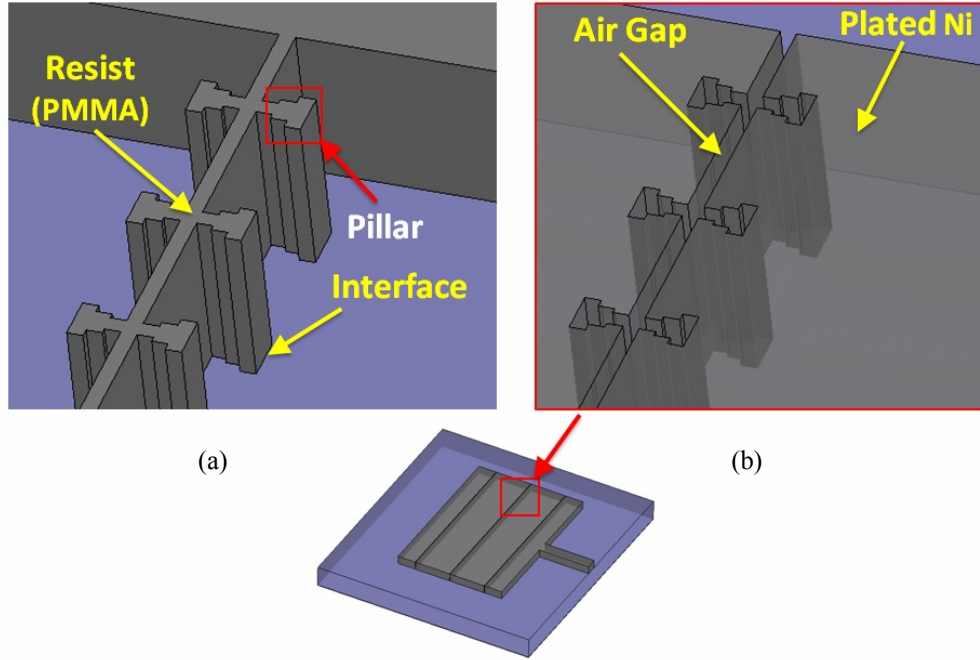 Resist
(PMMA)
Pillar
Interface
Air Gap
Plated Ni
(a)
(b)